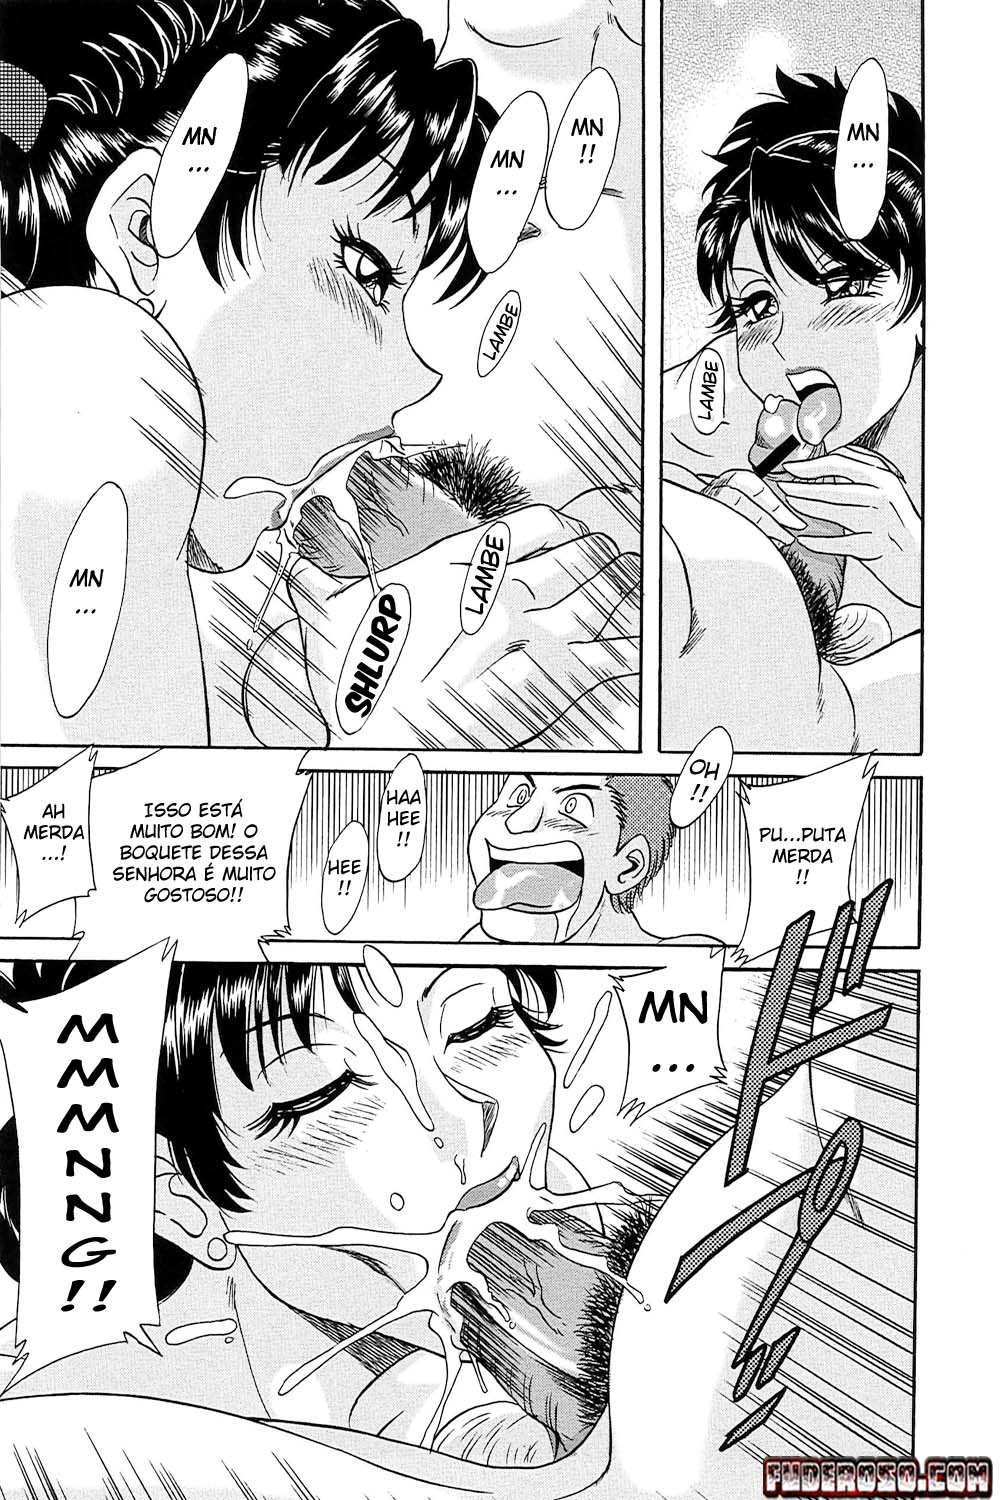 MN
...
LAMBE
MN
!!
MN
...
MN
...
LAMBE
LAMBE
SHLURP
MN
...
OH
!!
PU...PUTA
MERDA
!!
HAA
HEE
!!
HEE
!!
ISSO ESTÁ
MUITO BOM! O
BOQUETE DESSA
SENHORA É MUITO
GOSTOSO!!
AH
MERDA
...!
MN
...
MMMNNG!!
FUDEROSO.COM